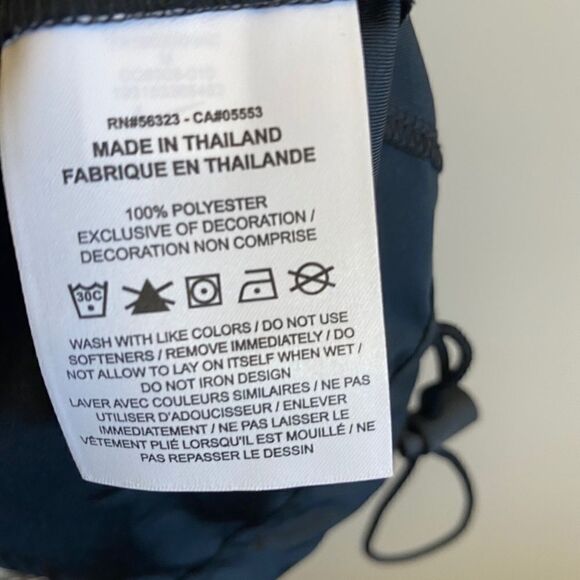 RN#56323 - CA#05553
MADE IN THAILAND
FABRIQUE EN THAILANDE
100% POLYESTER
EXCLUSIVE OF DECORATION /
DECORATION NON COMPRISE
30C
WASH WITH LIKE COLORS / DO NOT USE
SOFTENERS / REMOVE IMMEDIATELY / DO
NOT ALLOW TO LAY ON ITSELF WHEN WET /
DO NOT IRON DESIGN
LAVER AVEC COULEURS SIMILAIRES / NE PAS
UTILISER D'ADOUCISSEUR / ENLEVER
IMMEDIATEMENT / NE PAS LAISSER LE
VÊTEMENT PLIÉ LORSQU'IL EST MOUILLÉ / NE
PAS REPASSER LE DESSIN